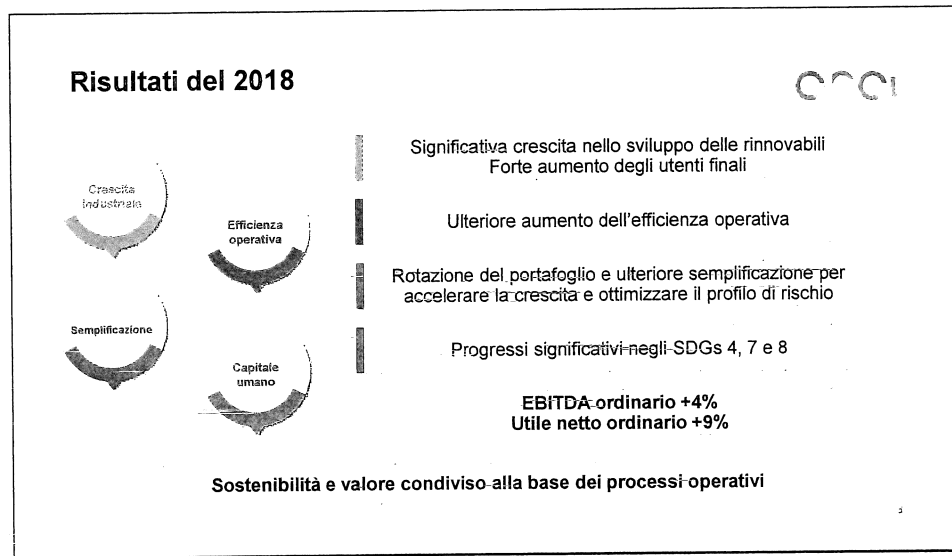 Risultati del 2018
Significativa crescita nello sviluppo delle rinnovabili
Forte aumento degli utenti finali
Crescita
industriale
Efficienza
operativa
Ulteriore aumento dell'efficienza operativa
Rotazione del portafoglio e ulteriore semplificazione per
accelerare la crescita e ottimizzare il profilo di rischio
Semplificazione
Progressi significativi negli SDGs 4, 7 e 8
Capitale
umano
EBITDA ordinario +4%
Utile netto ordinario +9%
Sostenibilità e valore condiviso alla base dei processi operativi